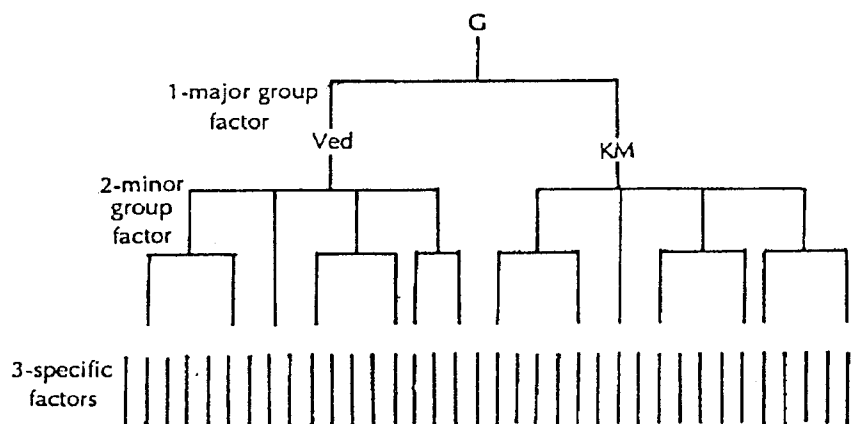 G
1-major group
factor
Ved
KM
2-minor
group
factor
3-specific
factors